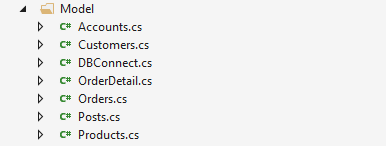 Model
C# Accounts.cs
C# Customers.cs
C# DBConnect.cs
C# OrderDetail.cs
C# Orders.cs
C# Posts.cs
C# Products.cs